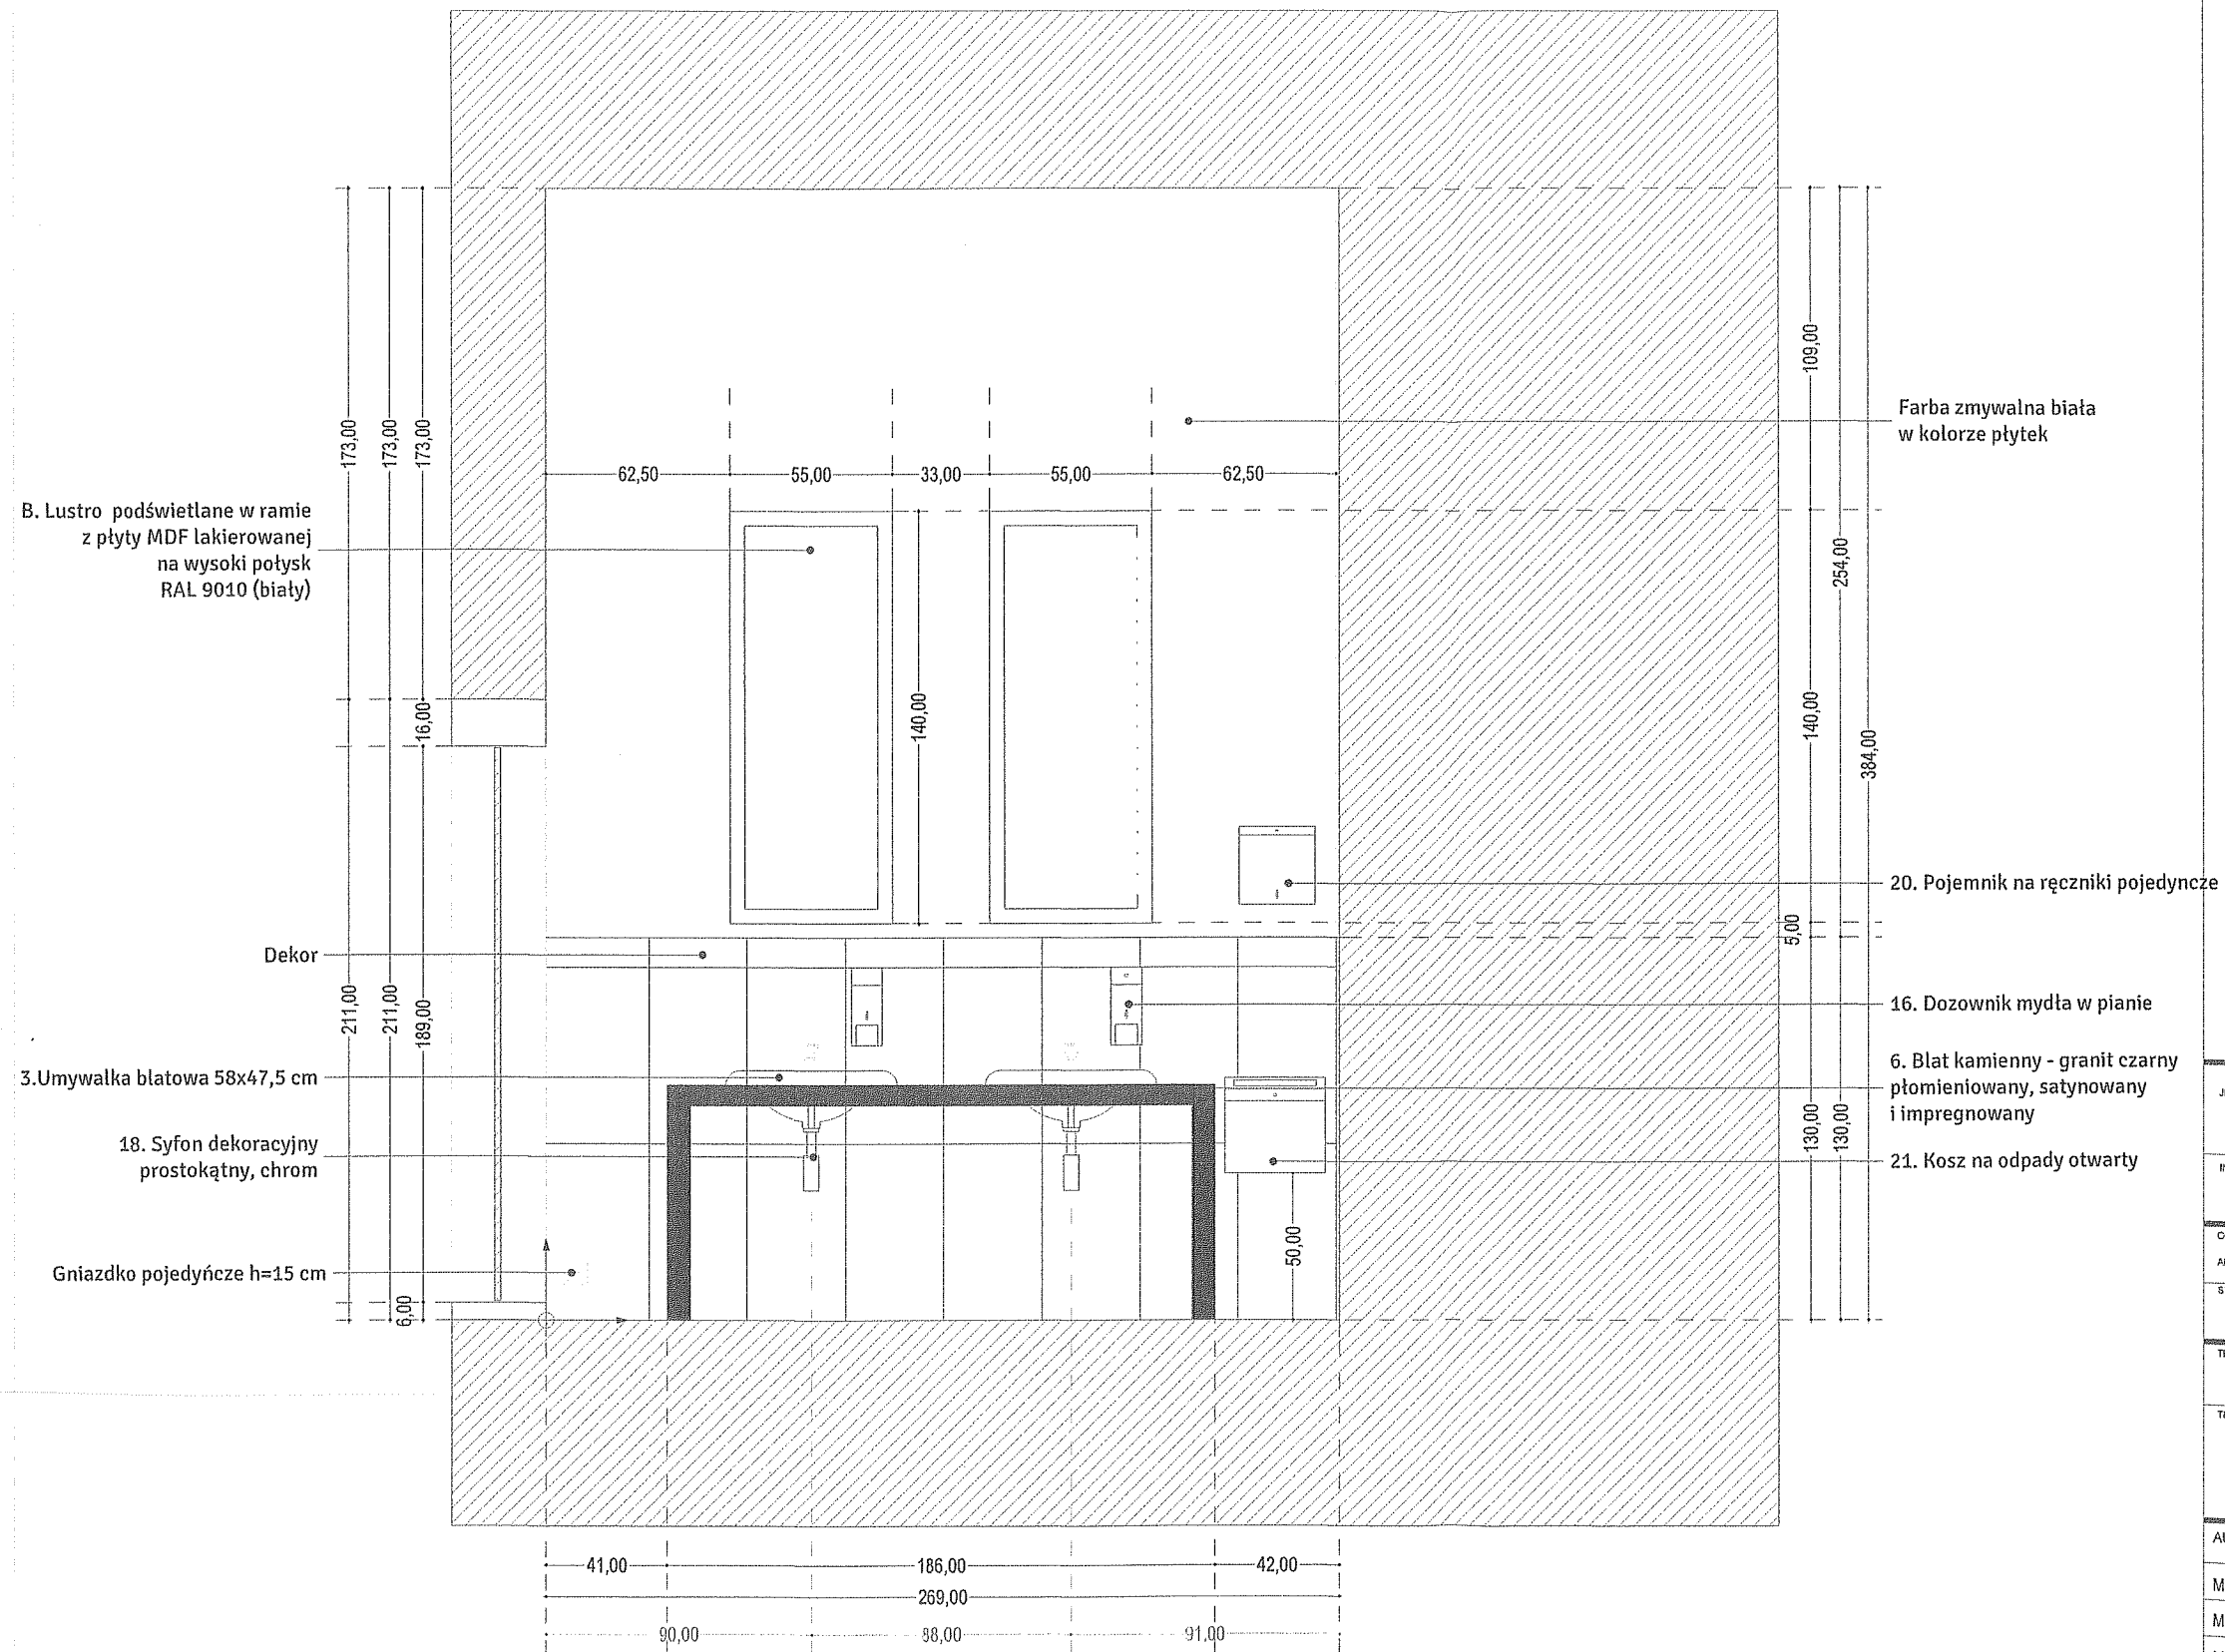 173,00
173,00
173,00
109,00
Farba zmywalna biała
w kolorze płytek
62,50
55,00
33,00
55,00
62,50
B. Lustro podświetlane w ramie
z płyty MDF lakierowanej
na wysoki połysk
RAL 9010 (biały)
254,00
16,00
140,00
140,00
384,00
20. Pojemnik na ręczniki pojedyncze
5,00
Dekor
211,00
211,00
189,00
16. Dozownik mydła w pianie
3.Umywalka blatowa 58x47,5 cm
6. Blat kamienny - granit czarny
płomieniowany, satynowany
i impregnowany
130,00
130,00
18. Syfon dekoracyjny
prostokątny, chrom
21. Kosz na odpady otwarty
50,00
Gniazdko pojedyńcze h=15 cm
6,00
41,00
186,00
42,00
269,00
90,00
88,00
91,00